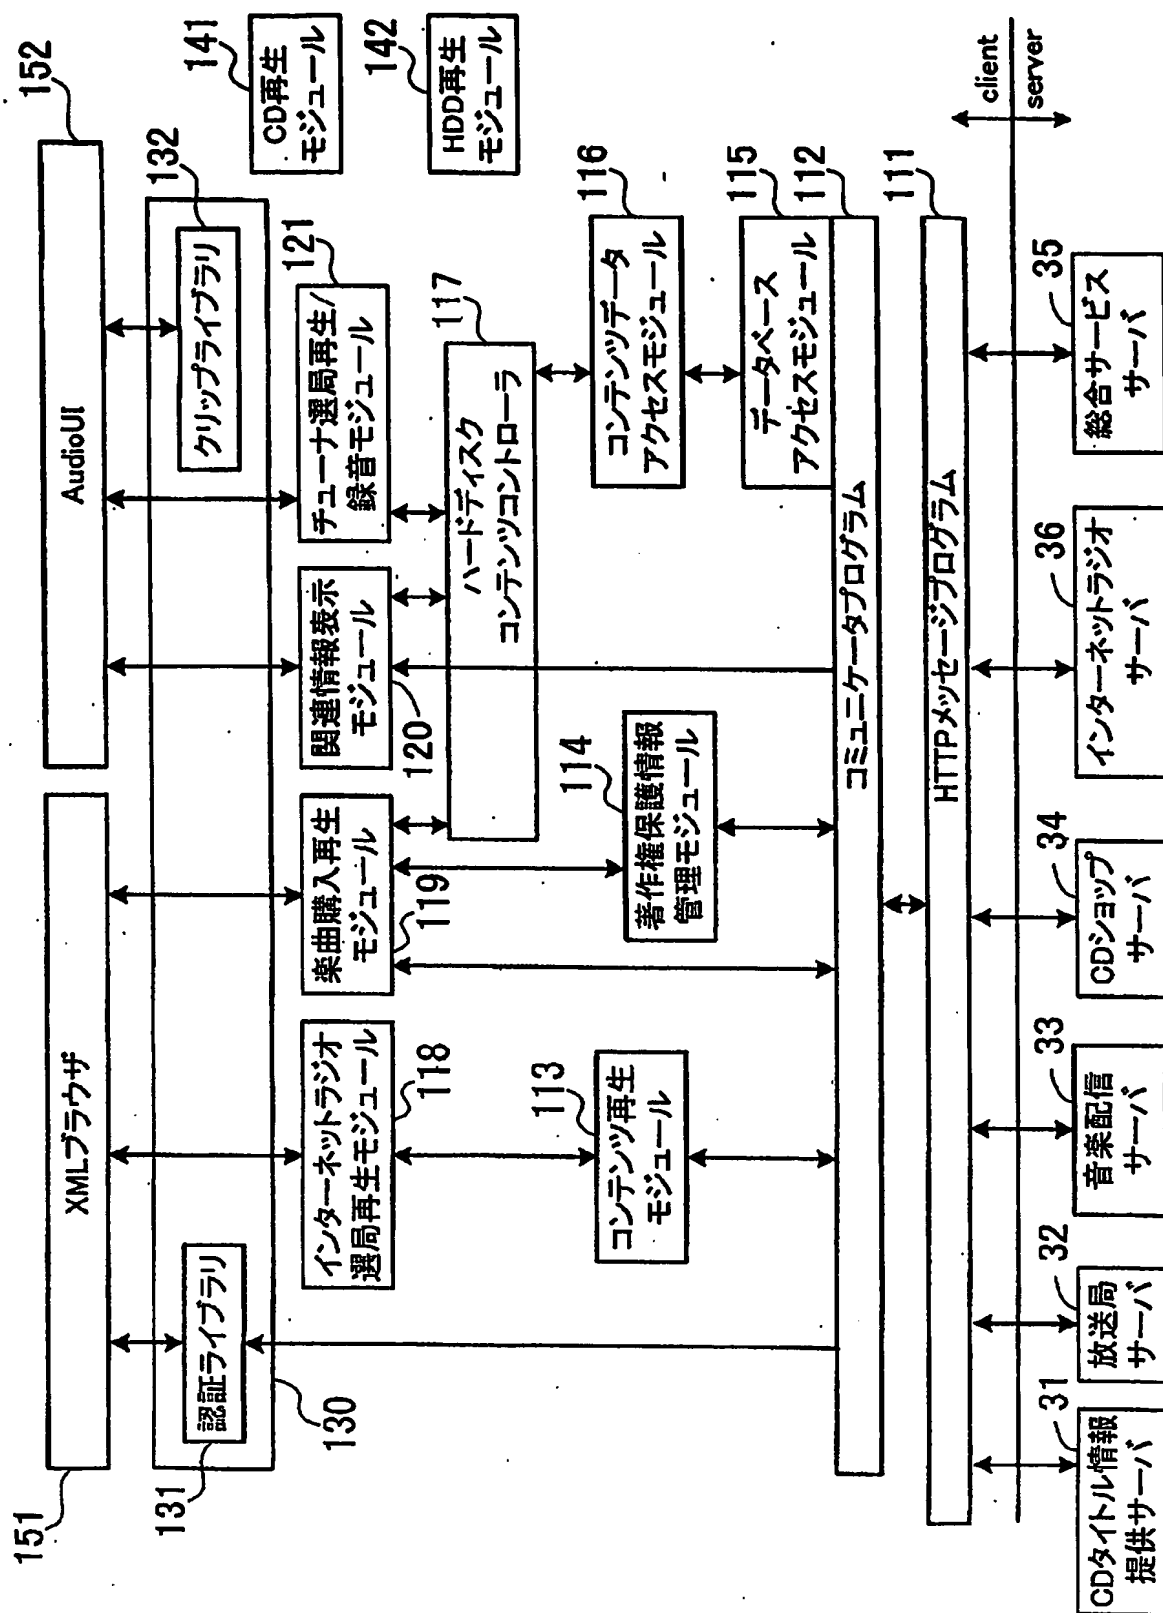 151
XMLブラウザ
AudioUI
152
131
認証ライブラリ
130
クリップライブラリ
132
141
CD再生
モジュール
142
HDD再生
モジュール
インターネットラジオ
選局再生モジュール
118
楽曲購入再生
モジュール
119
関連情報表示
モジュール
120
チューナ選局再生/
録音モジュール
121
ハードディスク
コンテンツコントローラ
117
コンテンツ再生
モジュール
113
著作権保護情報
管理モジュール
114
コンテンツデータ
アクセスモジュール
116
データベース
アクセスモジュール
115
コミュニケータプログラム
112
HTTPメッセージプログラム
111
client
server
CDタイトル情報
提供サーバ
31
放送局
サーバ
32
音楽配信
サーバ
33
CDショップ
サーバ
34
インターネットラジオ
サーバ
36
総合サービス
サーバ
35